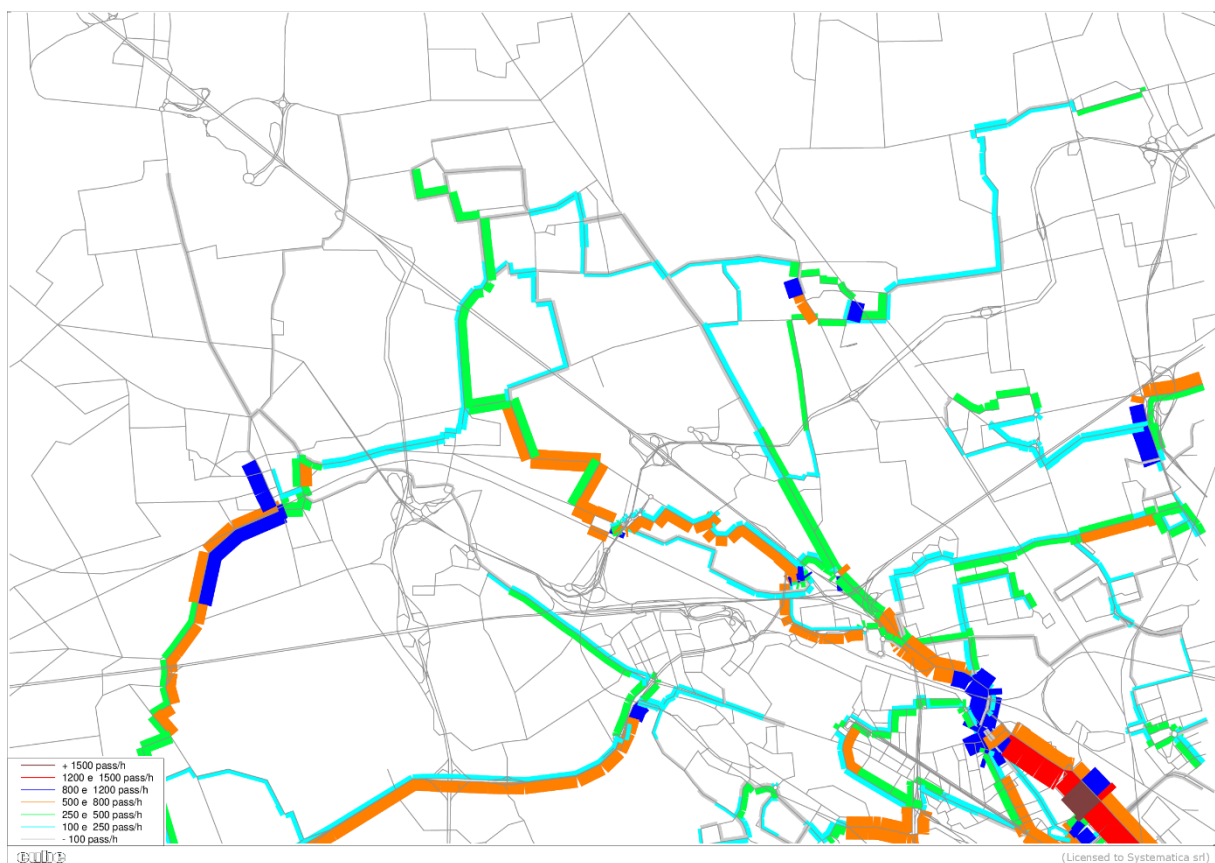 + 1500 pass/h
1200 e 1500 pass/h
800 e 1200 pass/h
500 e 800 pass/h
250 e 500 pass/h
100 e 250 pass/h
- 100 pass/h
(Licensed to Systematica srl)